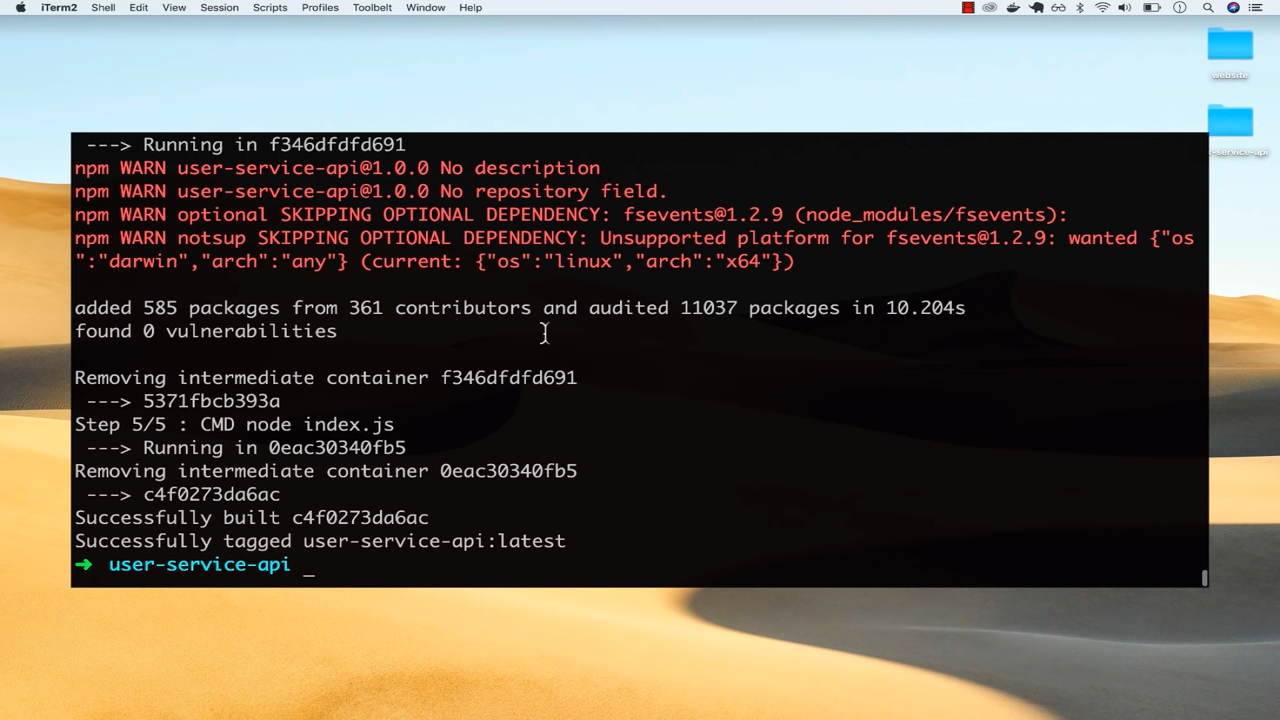 iTerm2 Shell Edit View Session Scripts Profiles Toolbelt Window Help
website
-service-api
---> Running in f346dfdfd691
npm WARN user-service-api@1.0.0 No description
npm WARN user-service-api@1.0.0 No repository field.
npm WARN optional SKIPPING OPTIONAL DEPENDENCY: fsevents@1.2.9 (node_modules/fsevents):
npm WARN notsup SKIPPING OPTIONAL DEPENDENCY: Unsupported platform for fsevents@1.2.9: wanted {"os
":"darwin","arch":"any"} (current: {"os":"linux","arch":"x64"})
added 585 packages from 361 contributors and audited 11037 packages in 10.204s
found 0 vulnerabilities
Removing intermediate container f346dfdfd691
---> 5371fbcb393a
Step 5/5 : CMD node index.js
---> Running in 0eac30340fb5
Removing intermediate container 0eac30340fb5
---> c4f0273da6ac
Successfully built c4f0273da6ac
Successfully tagged user-service-api:latest
➜ user-service-api _